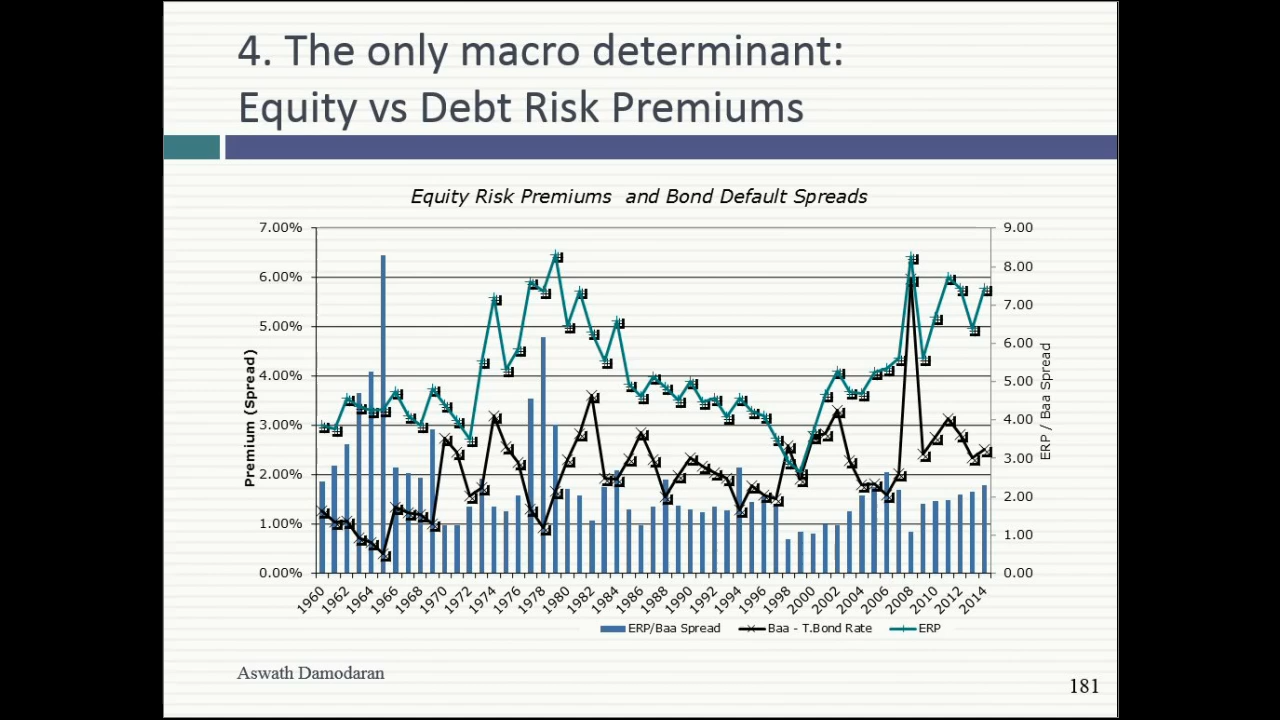 4. The only macro determinant:
Equity vs Debt Risk Premiums
Equity Risk Premiums  and Bond Default Spreads
7.00%
6.00%
5.00%
4.00%
3.00%
2.00%
1.00%
0.00%
Premium (Spread)
9.00
8.00
7.00
6.00
5.00
4.00
3.00
2.00
1.00
0.00
ERP / Baa Spread
1960 1962 1964 1966 1968 1970 1972 1974 1976 1978 1980 1982 1984 1986 1988 1990 1992 1994 1996 1998 2000 2002 2004 2006 2008 2010 2012 2014
ERP/Baa Spread Baa - T.Bond Rate ERP
Aswath Damodaran
181